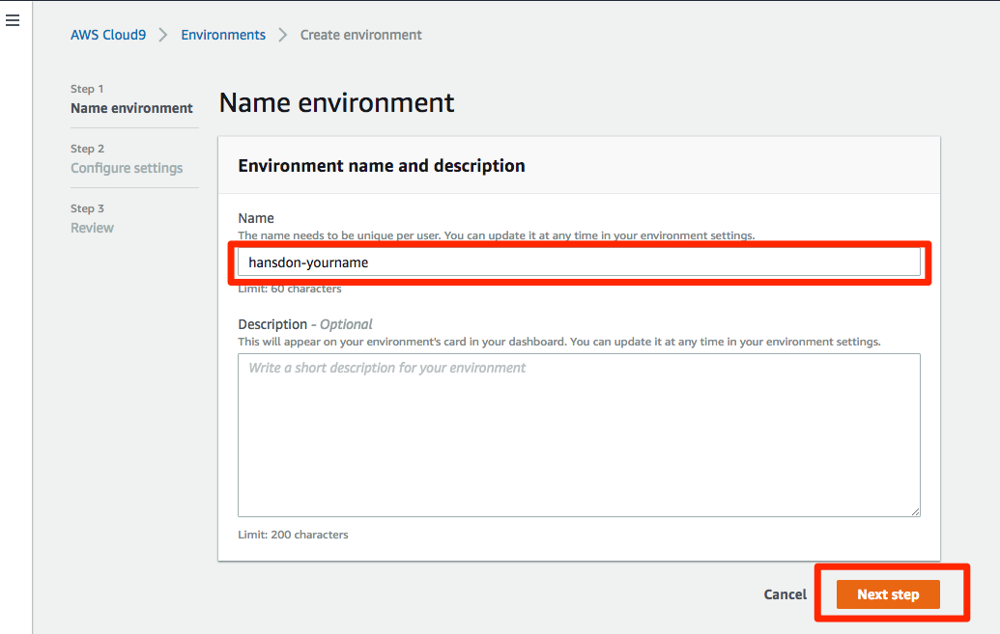 AWS Cloud9 > Environments > Create environment
Step 1
Name environment
Step 2
Configure settings
Step 3
Review
Name environment
Environment name and description
Name
The name needs to be unique per user. You can update it at any time in your environment settings.
hansdon-yourname
Limit: 60 characters
Description - Optional
This will appear on your environment's card in your dashboard. You can update it at any time in your environment settings.
Write a short description for your environment
Limit: 200 characters
Cancel
Next step